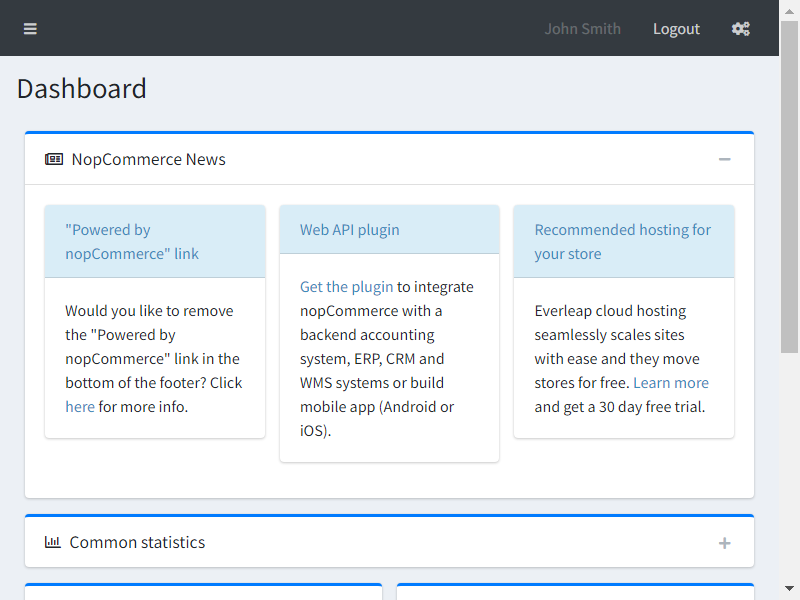 John Smith
Logout
Dashboard
NopCommerce News
"Powered by
nopCommerce" link
Would you like to remove
the "Powered by
nopCommerce" link in the
bottom of the footer? Click
here for more info.
Web API plugin
Get the plugin to integrate
nopCommerce with a
backend accounting
system, ERP, CRM and
WMS systems or build
mobile app (Android or
iOS).
Recommended hosting for
your store
Everleap cloud hosting
seamlessly scales sites
with ease and they move
stores for free. Learn more
and get a 30 day free trial.
Common statistics